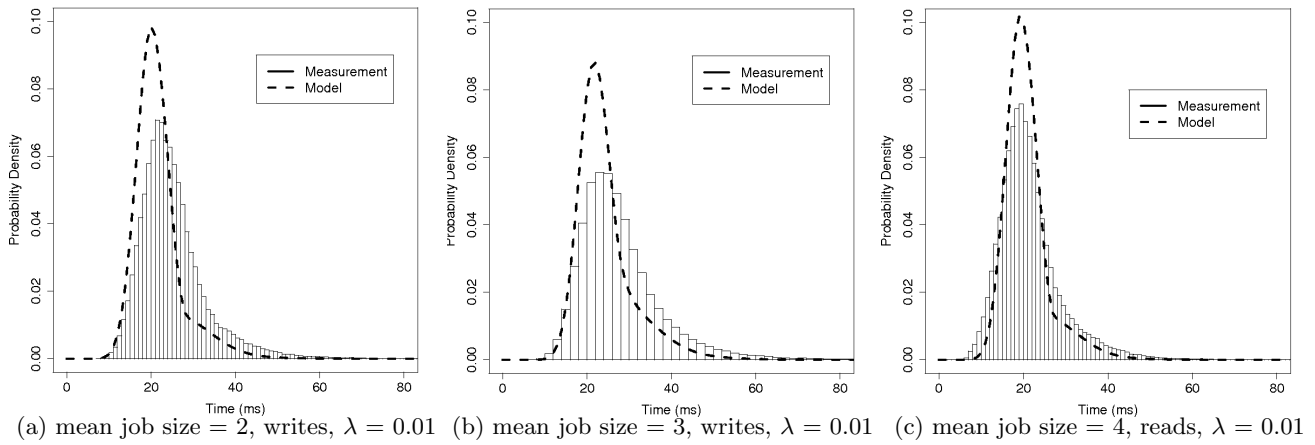 0.00 0.02 0.04 0.06 0.08 0.10
Probability Density
Measurement
Model
0 20 40 60 80
Time (ms)
(a) mean job size = 2, writes, λ = 0.01
0.00 0.02 0.04 0.06 0.08 0.10
Probability Density
Measurement
Model
0 20 40 60 80
Time (ms)
(b) mean job size = 3, writes, λ = 0.01
0.00 0.02 0.04 0.06 0.08 0.10
Probability Density
Measurement
Model
0 20 40 60 80
Time (ms)
(c) mean job size = 4, reads, λ = 0.01